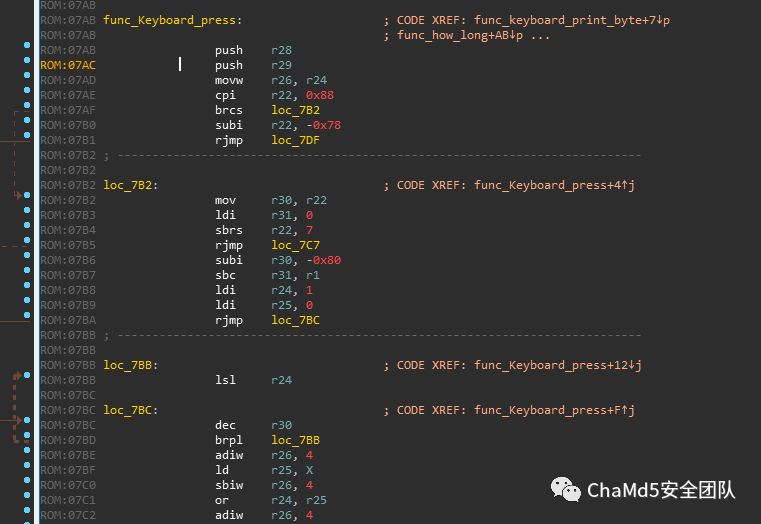 ROM:07AB
ROM:07AB func_Keyboard_press: ; CODE XREF: func_keyboard_print_byte+7↓p
ROM:07AB ; func_how_long+AB↓p ...
ROM:07AB push r28
ROM:07AC push r29
ROM:07AD movw r26, r24
ROM:07AE cpi r22, 0x88
ROM:07AF brcs loc_7B2
ROM:07B0 subi r22, -0x78
ROM:07B1 rjmp loc_7DF
ROM:07B2 ; ---------------------------------------------------------------------------
ROM:07B2
ROM:07B2 loc_7B2: ; CODE XREF: func_Keyboard_press+4↑j
ROM:07B2 mov r30, r22
ROM:07B3 ldi r31, 0
ROM:07B4 sbrs r22, 7
ROM:07B5 rjmp loc_7C7
ROM:07B6 subi r30, -0x80
ROM:07B7 sbc r31, r1
ROM:07B8 ldi r24, 1
ROM:07B9 ldi r25, 0
ROM:07BA rjmp loc_7BC
ROM:07BB ; ---------------------------------------------------------------------------
ROM:07BB
ROM:07BB loc_7BB: ; CODE XREF: func_Keyboard_press+12↓j
ROM:07BB lsl r24
ROM:07BC
ROM:07BC loc_7BC: ; CODE XREF: func_Keyboard_press+F↑j
ROM:07BC dec r30
ROM:07BD brpl loc_7BB
ROM:07BE adiw r26, 4
ROM:07BF ld r25, X
ROM:07C0 sbiw r26, 4
ROM:07C1 or r24, r25
ROM:07C2 adiw r26, 4
ChaMd5安全团队